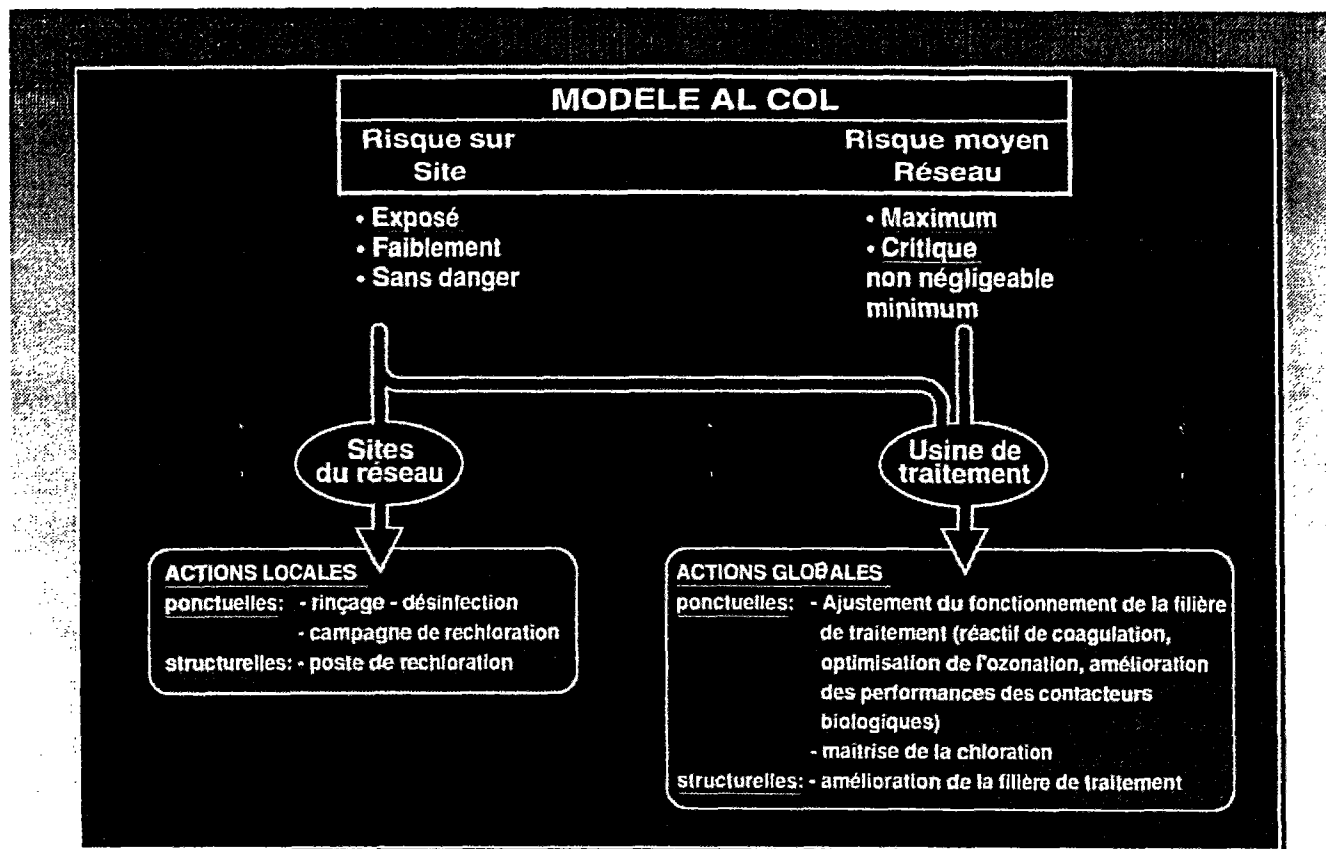 MODELE AL COL
Risque sur
Site
Risque moyen
Réseau
• Exposé
• Faiblement
• Sans danger
• Maximum
• Critique
non négligeable
minimum
Sites
du réseau
Usine de
traitement
ACTIONS LOCALES
ponctuelles: - rinçage - désinfection
- campagne de rechloration
structurelles: - poste de rechloration
ACTIONS GLOBALES
ponctuelles: - Ajustement du fonctionnement de la filière
de traitement (réactif de coagulation,
optimisation de l'ozonation, amélioration
des performances des contacteurs
biologiques)
- maîtrise de la chloration
structurelles: - amélioration de la filière de traitement